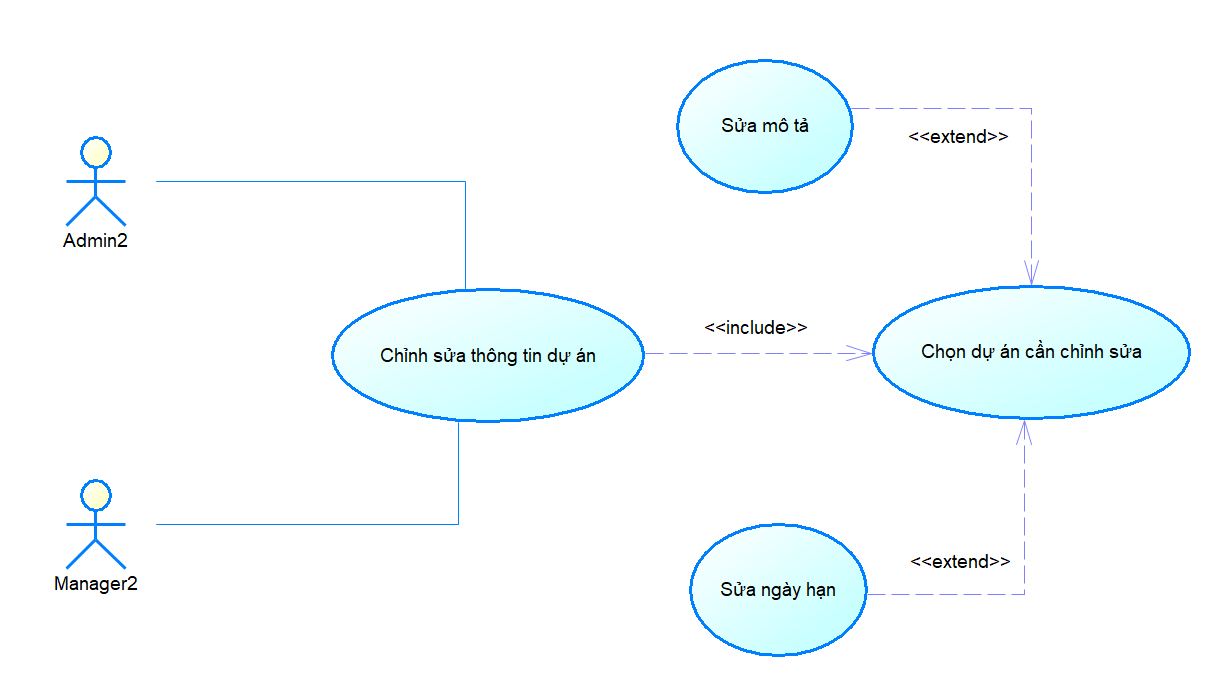 Sửa mô tả
<<extend>>
Admin2
<<include>>
Chỉnh sửa thông tin dự án
Chọn dự án cần chỉnh sửa
<<extend>>
Manager2
Sửa ngày hạn